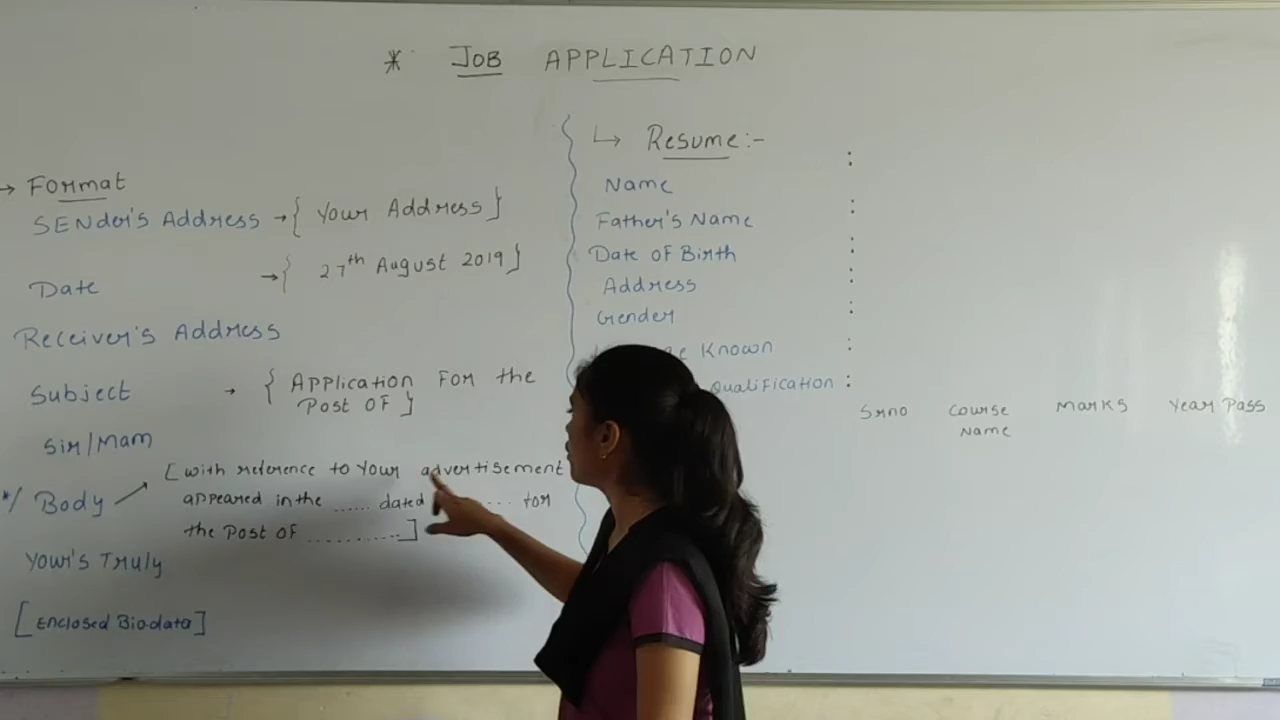 * JOB APPLICATION
→ Format
SENder's Address → { Your Address }
Date → { 27th August 2019 }
Receiver's Address
Subject → { Application For the
Post OF }
Sir/Mam
*/ Body
[ with reference to Your advertisement
appeared in the ...... dated ... for
the Post OF ..........]
Your's Truly
[Enclosed Biodata]
↳ Resume:-
Name :
Father's Name :
Date OF Birth :
Address :
Gender :
Known :
Qualification :
Srno Course Name Marks Year Pass